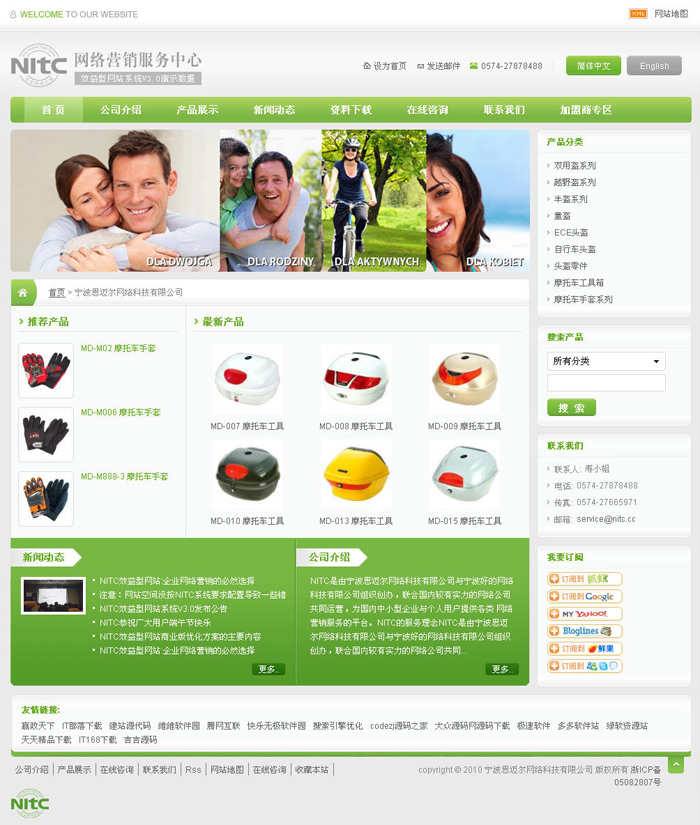 WELCOME TO OUR WEBSITE
XML 网站地图
NITC 网络营销服务中心
效益型网站系统V3.0演示数据
设为首页 发送邮件 0574-27878488 简体中文 English
首 页 公司介绍 产品展示 新闻动态 资料下载 在线咨询 联系我们 加盟商专区
DLA DWOJGA DLA RODZINY. DLA AKTYWNYCH DLA KOBIET
首页 > 宁波思迈尔网络科技有限公司
推荐产品
MD-M02 摩托车手套
MD-M006 摩托车手套
MD-M888-3 摩托车手套
最新产品
MD-007 摩托车工具 MD-008 摩托车工具 MD-009 摩托车工具
MD-010 摩托车工具 MD-013 摩托车工具 MD-015 摩托车工具
新闻动态
NITC效益型网站:企业网络营销的必然选择
注意：网站空间设按NITC系统要求配置导致一些错
NITC效益型网站系统V3.0发布公告
NITC恭祝广大用户端午节快乐
NITC效益型网站商业版优化方案的主要内容
NITC效益型网站:企业网络营销的必然选择
更多..
公司介绍
NITC是由宁波思迈尔网络科技有限公司与宁波好的网络
科技有限公司组织创办，联合国内较有实力的网络公司
共同运营，为国内中小型企业与个人用户提供各类 网络
营销服务的平台。NITC的服务理念NITC是由宁波思迈
尔网络科技有限公司与宁波好的网络科技有限公司组织
创办，联合国内较有实力的网络公司共同...
更多..
产品分类
双用盔系列
越野盔系列
半盔系列
童盔
ECE头盔
自行车头盔
头盔零件
摩托车工具箱
摩托车手套系列
搜索产品
所有分类
搜 索
联系我们
联系人: 寿小姐
电话: 0574-27878488
传真: 0574-27665971
邮箱: service@nitc.cc
我要订阅
订阅到 抓虾
订阅到 Google
MY YAHOO!
Bloglines
订阅到 鲜果
订阅到
友情链接:
赢政天下 IT部落下载 建站源代码 维维软件园 腾网互联 快乐无极软件园 搜索引擎优化 codezj源码之家 大众源码网源码下载 极速软件 多多软件站 绿软资源站
天天精品下载 IT168下载 吉吉源码
公司介绍 | 产品展示 | 在线咨询 | 联系我们 | Rss | 网站地图 | 在线咨询 | 收藏本站 |
copyright © 2010 宁波思迈尔网络科技有限公司 版权所有 浙ICP备
05082807号
NITC